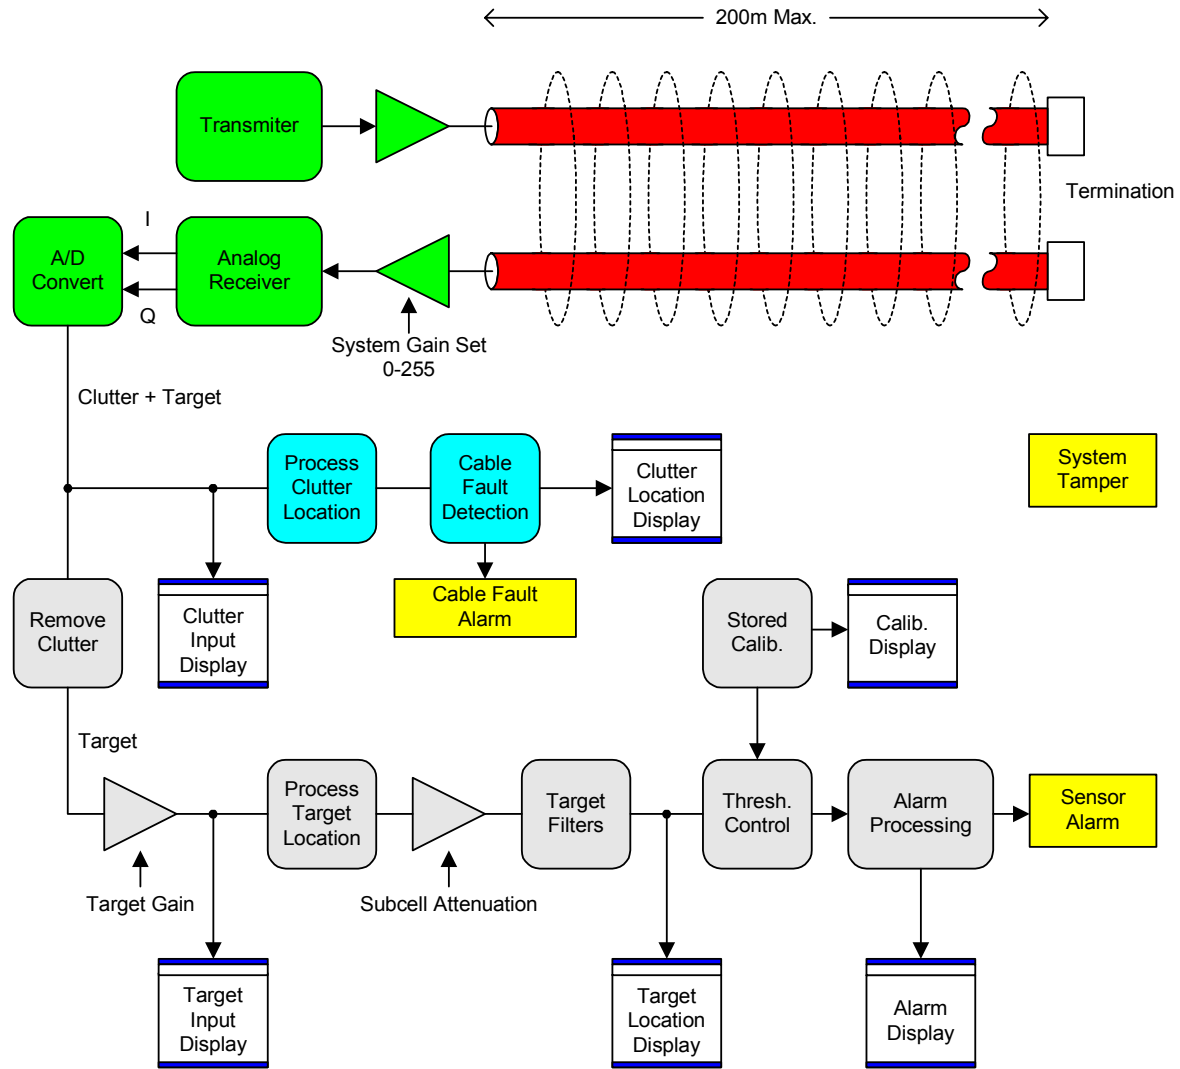 200m Max.
Transmiter
Termination
I
A/D
Convert
Analog
Receiver
Q
System Gain Set
0-255
Clutter + Target
Process
Clutter
Location
Cable
Fault
Detection
Clutter
Location
Display
System
Tamper
Remove
Clutter
Clutter
Input
Display
Cable Fault
Alarm
Stored
Calib.
Calib.
Display
Target
Process
Target
Location
Target
Filters
Thresh.
Control
Alarm
Processing
Sensor
Alarm
Target Gain
Subcell Attenuation
Target
Input
Display
Target
Location
Display
Alarm
Display